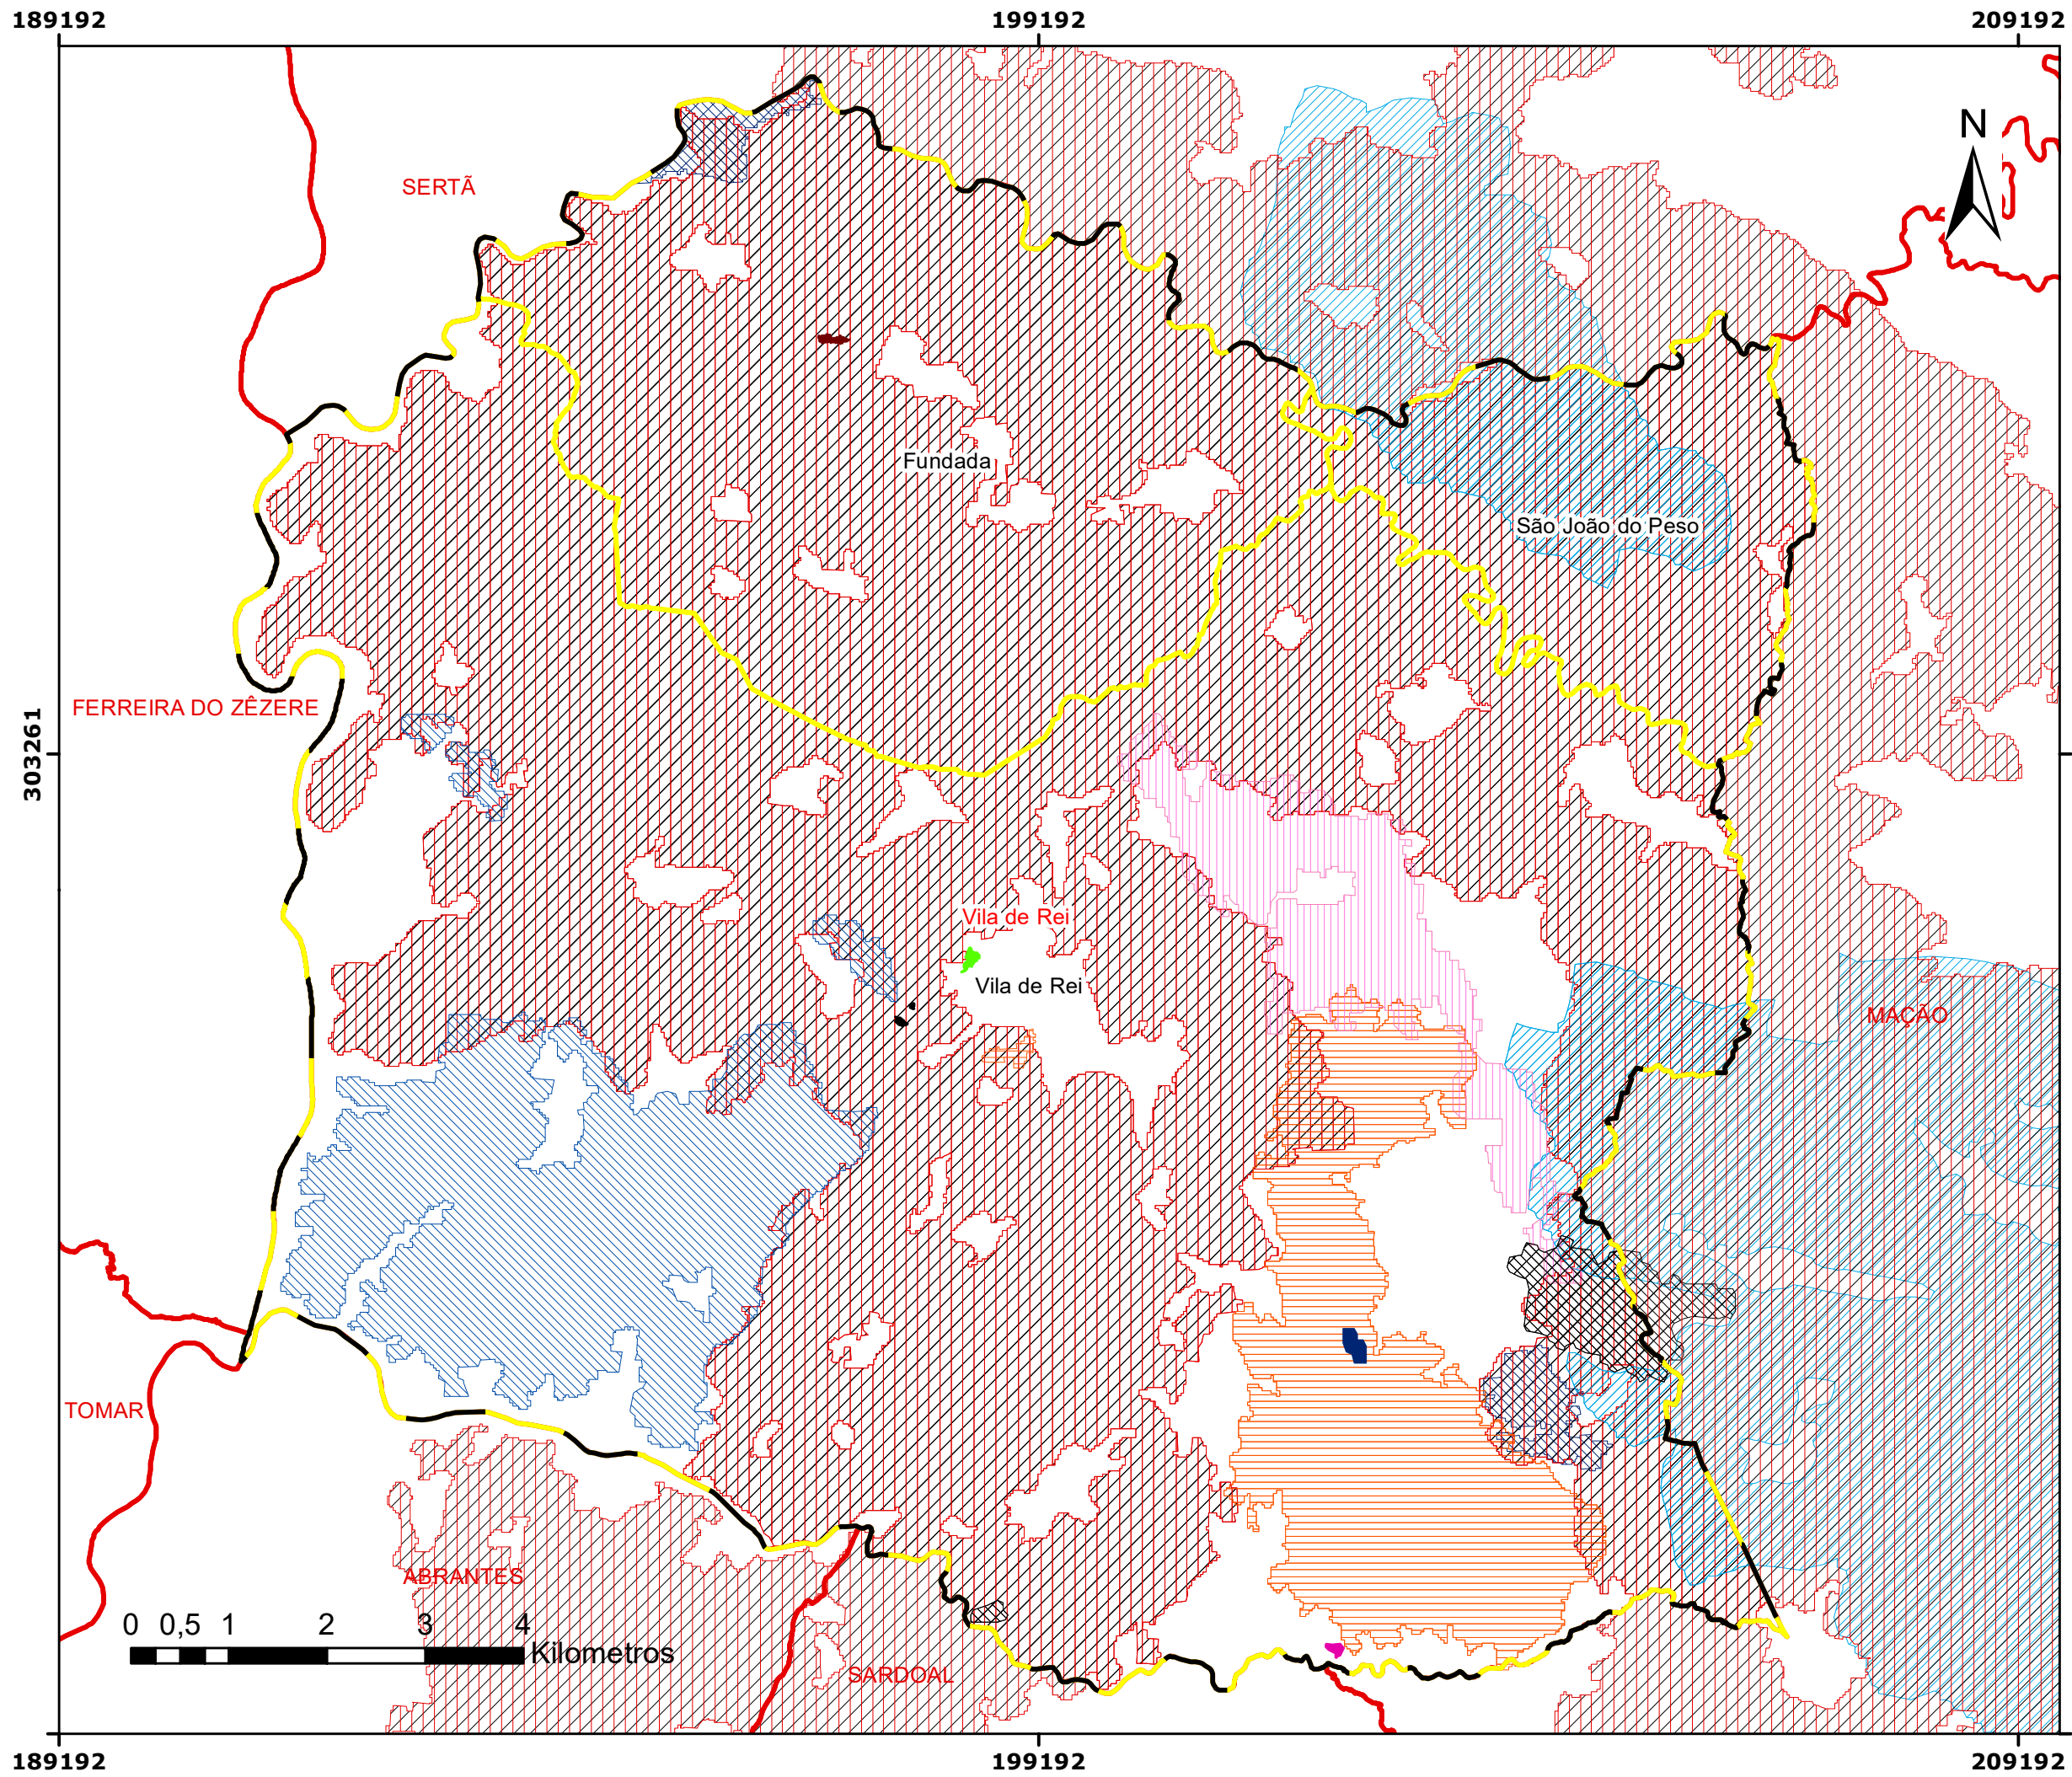 189192
199192
209192
N
SERTÃ
Fundada
São João do Peso
FERREIRA DO ZÊZERE
303261
Vila de Rei
Vila de Rei
MAÇÃO
TOMAR
ABRANTES
0 0,5 1 2 3 4
Kilometros
SARDOAL
189192
199192
209192